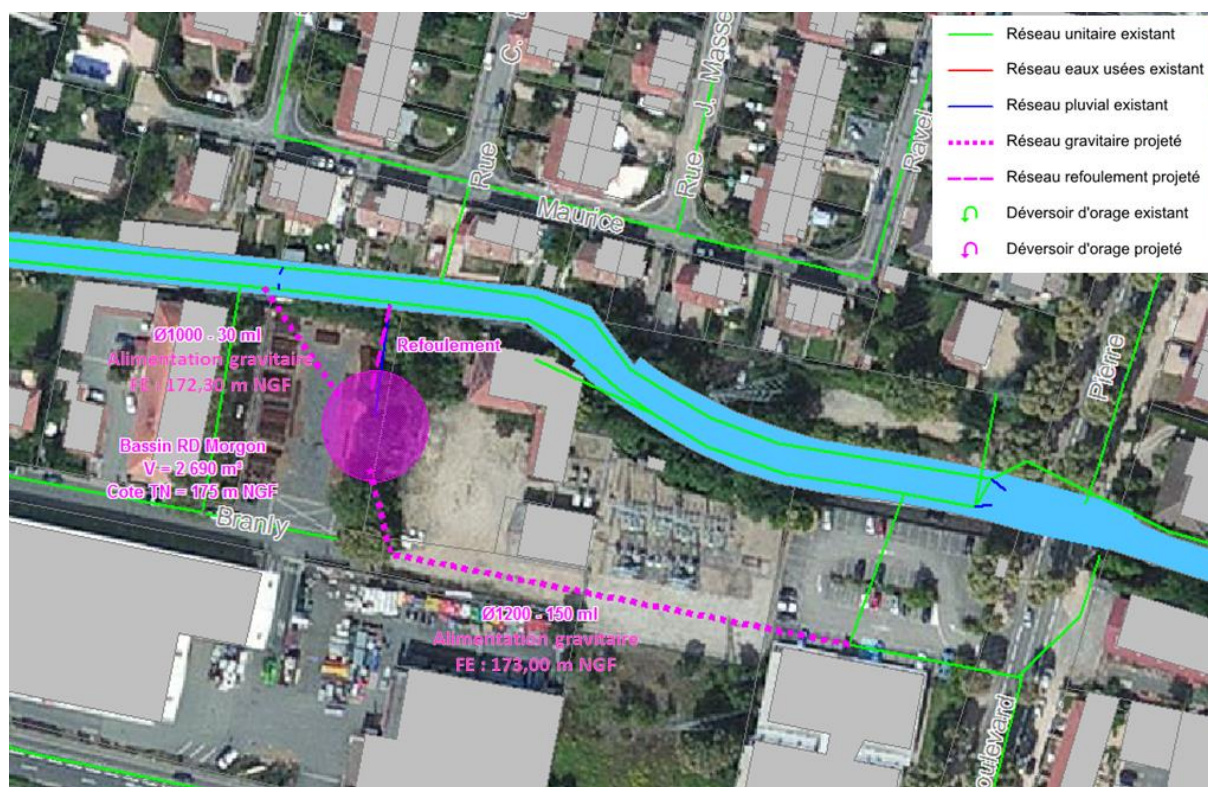 C.
Rue
J. Masse
Rue
Ravel
Maurice
Pierre
Réseau unitaire existant
Réseau eaux usées existant
Réseau pluvial existant
Réseau gravitaire projeté
Réseau refoulement projeté
Déversoir d'orage existant
Déversoir d'orage projeté
Ø1000 - 30 ml
Alimentation gravitaire
FE : 172,30 m NGF
Refoulement
Bassin RD Morgon
V = 2 690 m³
Cote TN = 175 m NGF
Branly
Ø1200 - 150 ml
Alimentation gravitaire
FE : 173,00 m NGF
oulevard